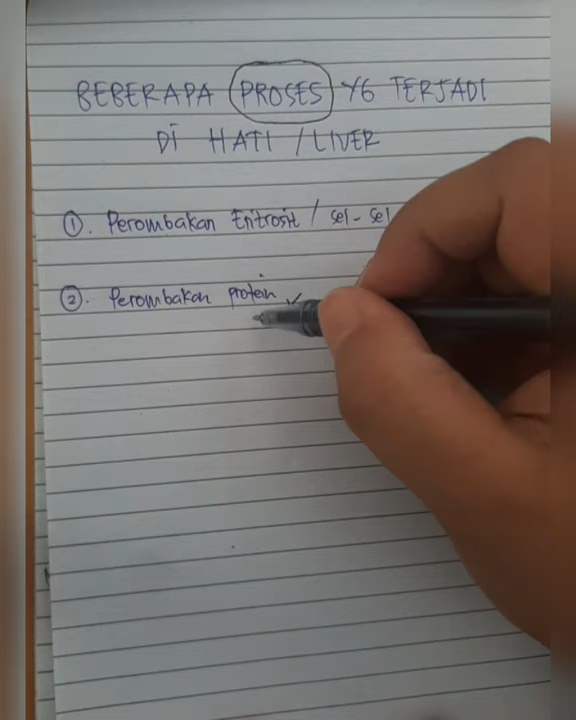 BEBERAPA PROSES YG TERJADI
DI HATI / LIVER
①. Perombakan Eritrosit / sel-sel
②. Perombakan protein ✓